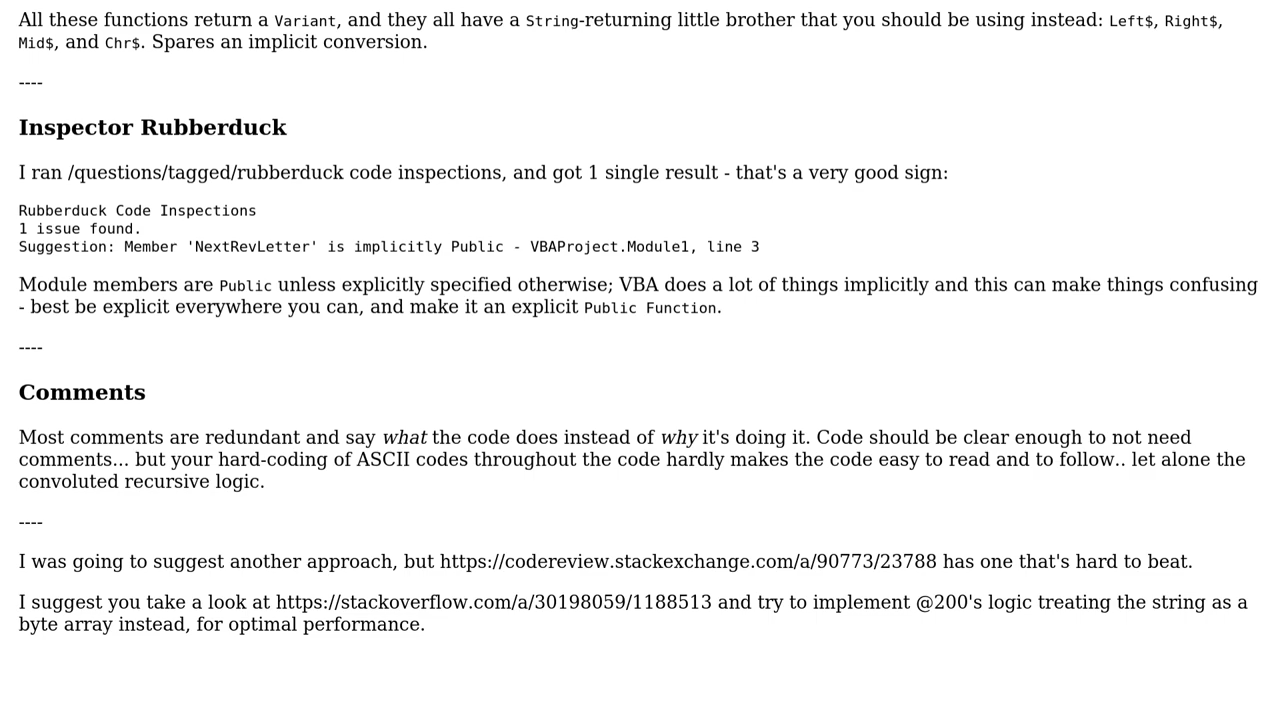 All these functions return a Variant, and they all have a String-returning little brother that you should be using instead: Left$, Right$,
Mid$, and Chr$. Spares an implicit conversion.
----
Inspector Rubberduck
I ran /questions/tagged/rubberduck code inspections, and got 1 single result - that's a very good sign:
Rubberduck Code Inspections
1 issue found.
Suggestion: Member 'NextRevLetter' is implicitly Public - VBAProject.Module1, line 3
Module members are Public unless explicitly specified otherwise; VBA does a lot of things implicitly and this can make things confusing
- best be explicit everywhere you can, and make it an explicit Public Function.
----
Comments
Most comments are redundant and say what the code does instead of why it's doing it. Code should be clear enough to not need
comments... but your hard-coding of ASCII codes throughout the code hardly makes the code easy to read and to follow.. let alone the
convoluted recursive logic.
----
I was going to suggest another approach, but https://codereview.stackexchange.com/a/90773/23788 has one that's hard to beat.
I suggest you take a look at https://stackoverflow.com/a/30198059/1188513 and try to implement @200's logic treating the string as a
byte array instead, for optimal performance.